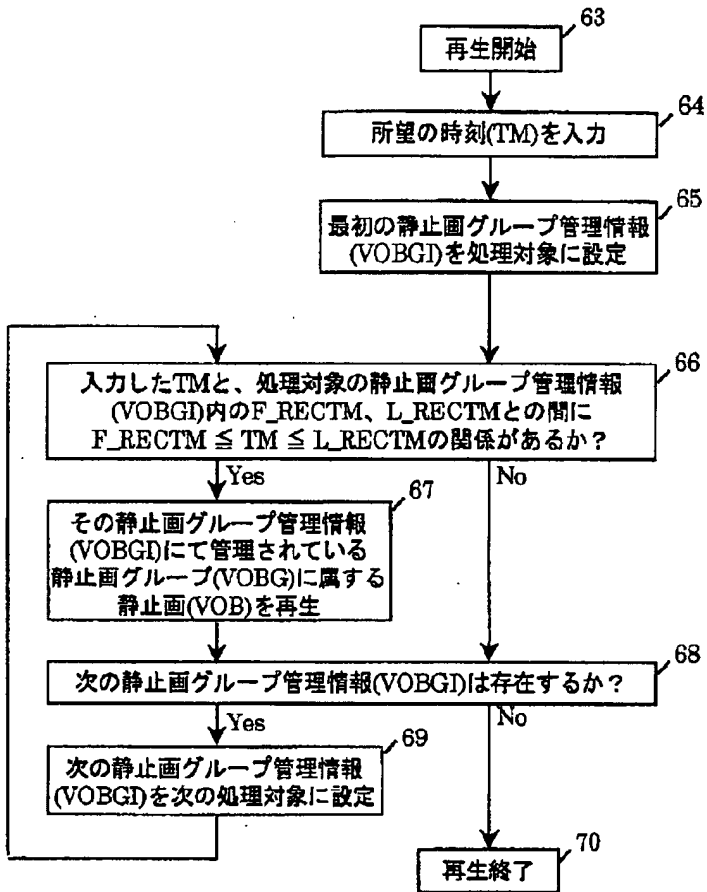 63
再生開始
64
所望の時刻(TM)を入力
65
最初の静止画グループ管理情報
(VOBGI)を処理対象に設定
66
入力したTMと、処理対象の静止画グループ管理情報
(VOBGI)内のF_RECTM、L_RECTMとの間に
F_RECTM ≦ TM ≦ L_RECTMの関係があるか？
Yes
No
67
その静止画グループ管理情報
(VOBGI)にて管理されている
静止画グループ(VOBG)に属する
静止画(VOB)を再生
68
次の静止画グループ管理情報(VOBGI)は存在するか？
Yes
No
69
次の静止画グループ管理情報
(VOBGI)を次の処理対象に設定
70
再生終了